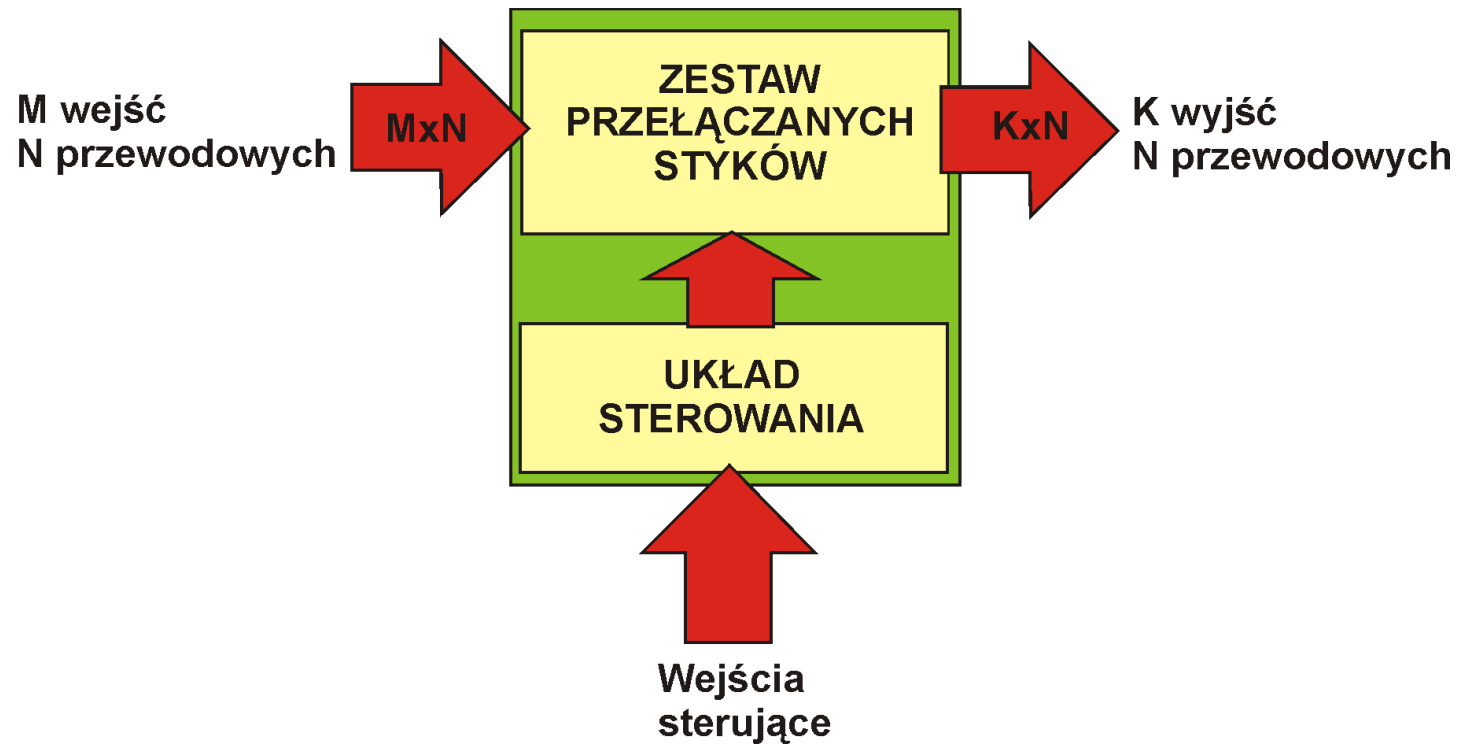 M wejść
N przewodowych
MxN
ZESTAW
PRZEŁĄCZANYCH
STYKÓW
KxN
K wyjść
N przewodowych
UKŁAD
STEROWANIA
Wejścia
sterujące